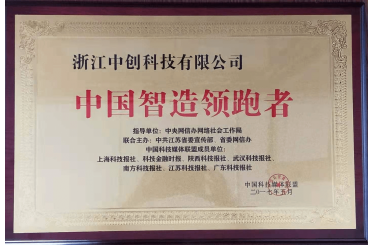 浙江中创科技有限公司
中国智造领跑者
指导单位：中央网信办网络社会工作局
联合主办：中共江苏省委宣传部、省委网信办
中国科技媒体联盟成员单位：
上海科技报社、科技金融时报、陕西科技报社、武汉科技报社、
南方科技报社、江苏科技报社、广东科技报社
中国科技媒体联盟
二〇一七年五月